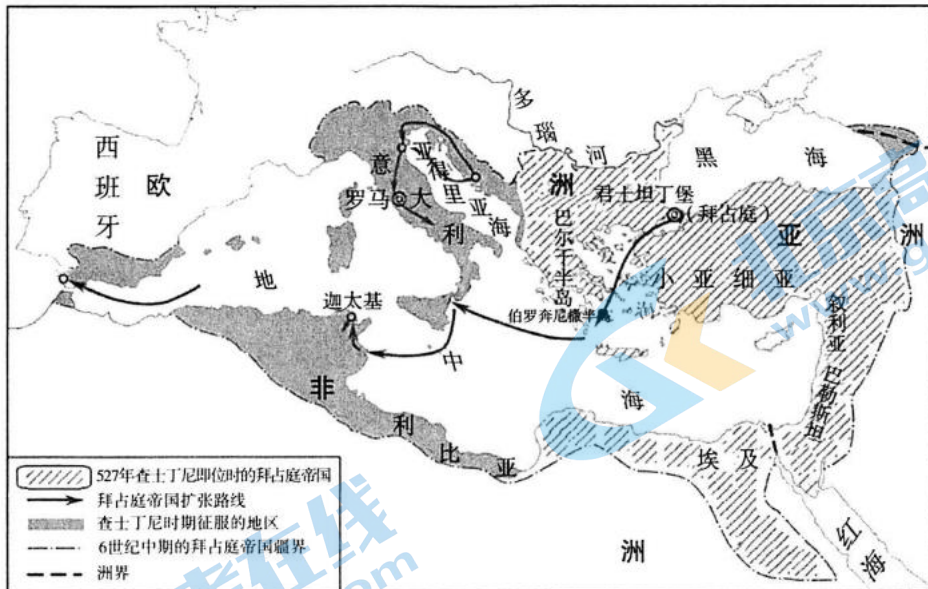 西班牙
欧
洲
多瑙河
黑海
意大利
亚得里亚海
罗马
君士坦丁堡
(拜占庭)
巴尔干半岛
亚
洲
小亚细亚
地
中
海
迦太基
伯罗奔尼撒半岛
叙利亚
巴勒斯坦
非
洲
利比亚
埃及
红海
527年查士丁尼即位时的拜占庭帝国
拜占庭帝国扩张路线
查士丁尼时期征服的地区
6世纪中期的拜占庭帝国疆界
洲界
北京高
www.g